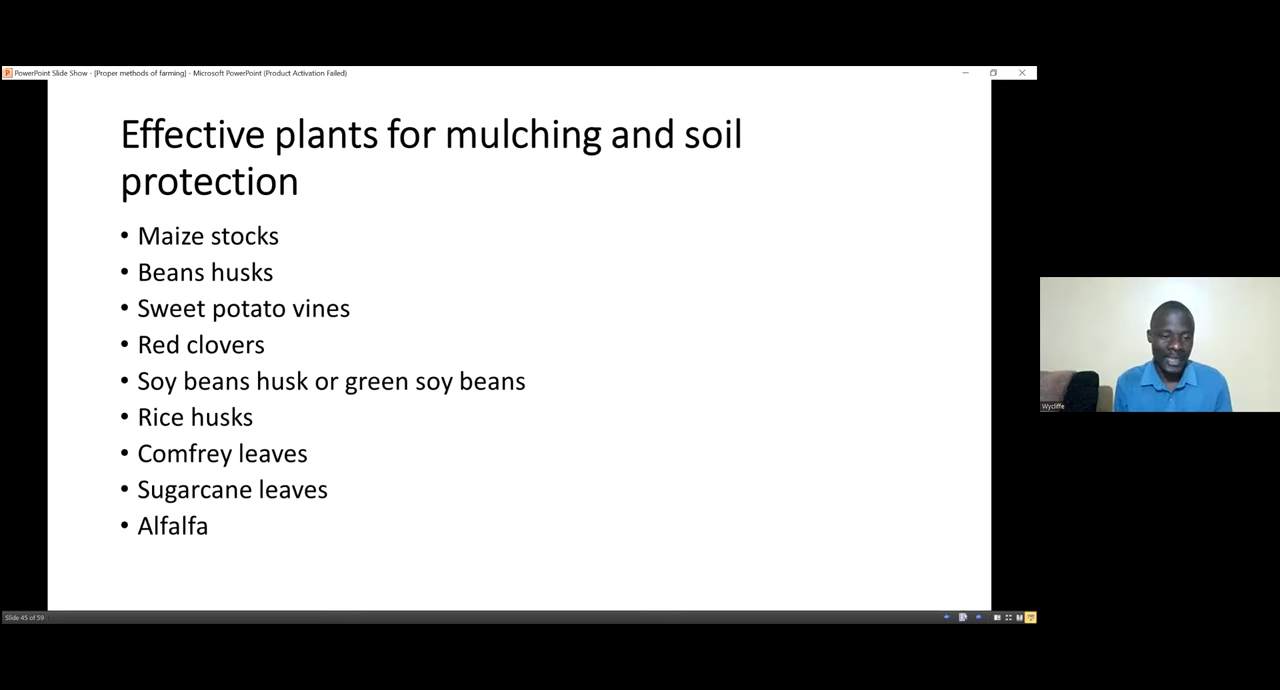 PowerPoint Slide Show - [Proper methods of farming] - Microsoft PowerPoint (Product Activation Failed)
Effective plants for mulching and soil
protection
• Maize stocks
• Beans husks
• Sweet potato vines
• Red clovers
• Soy beans husk or green soy beans
• Rice husks
• Comfrey leaves
• Sugarcane leaves
• Alfalfa
Wycliffe
Slide 45 of 59